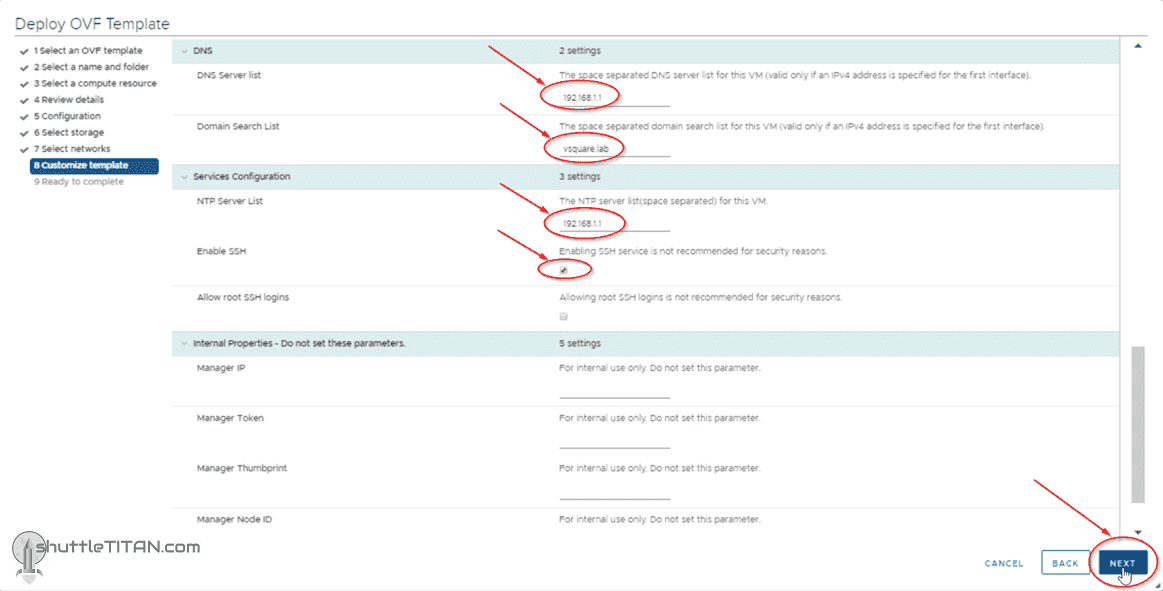 Deploy OVF Template
1 Select an OVF template
2 Select a name and folder
3 Select a compute resource
4 Review details
5 Configuration
6 Select storage
7 Select networks
8 Customize template
9 Ready to complete
DNS 2 settings
DNS Server list The space separated DNS server list for this VM (valid only if an IPv4 address is specified for the first interface).
192.168.1.1
Domain Search List The space separated domain search list for this VM (valid only if an IPv4 address is specified for the first interface).
vsquare.lab
Services Configuration 3 settings
NTP Server List The NTP server list(space separated) for this VM.
192.168.1.1
Enable SSH Enabling SSH service is not recommended for security reasons.
Allow root SSH logins Allowing root SSH logins is not recommended for security reasons.
Internal Properties - Do not set these parameters. 5 settings
Manager IP For internal use only. Do not set this parameter.
Manager Token For internal use only. Do not set this parameter.
Manager Thumbprint For internal use only. Do not set this parameter.
Manager Node ID For internal use only. Do not set this parameter.
shuttleTITAN.com
CANCEL BACK NEXT